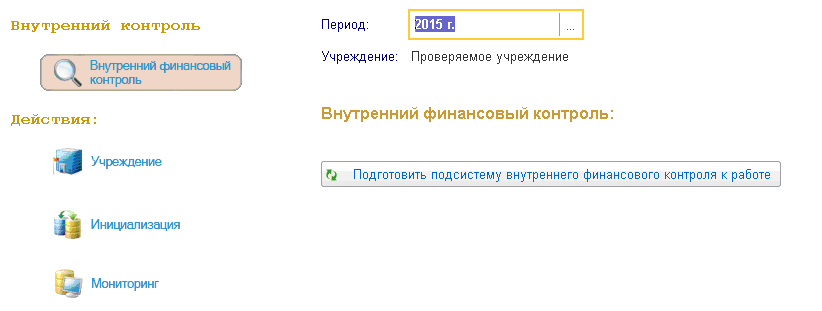 Внутренний контроль
Внутренний финансовый
контроль
Действия:
Учреждение
Инициализация
Мониторинг
Период: 2015 г. ...
Учреждение: Проверяемое учреждение
Внутренний финансовый контроль:
Подготовить подсистему внутреннего финансового контроля к работе